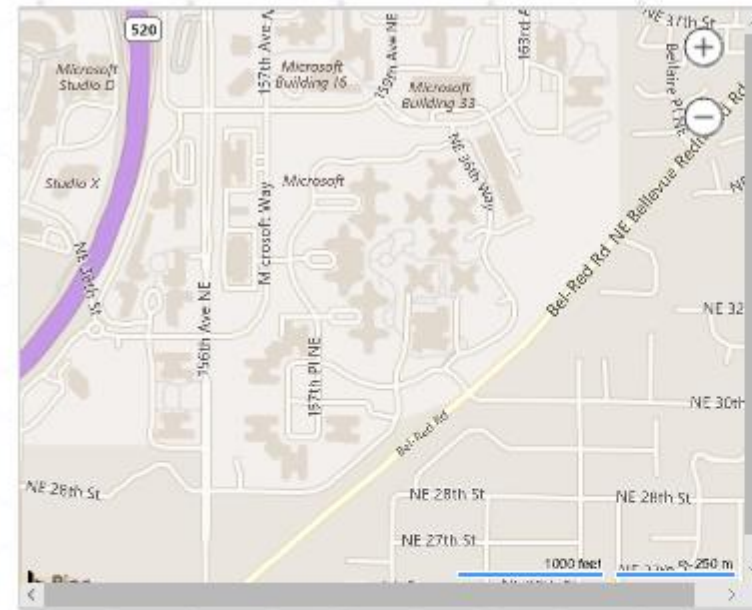 520
157th Ave
159th Ave NE
163rd
NE 37th St
Bellaire Pl NE
Microsoft
Studio D
Microsoft
Building 16
Microsoft
Building 33
NE 36th Way
Studio X
Microsoft
Microsoft Way
NE Bellevue Redmond Rd
Bel-Red Rd
NE 36th St
156th Ave NE
157th Pl NE
NE 32
NE 30th
Bel-Red Rd
NE 28th St
NE 28th St
NE 28th St
NE 27th St
1000 feet
250 m
Bing